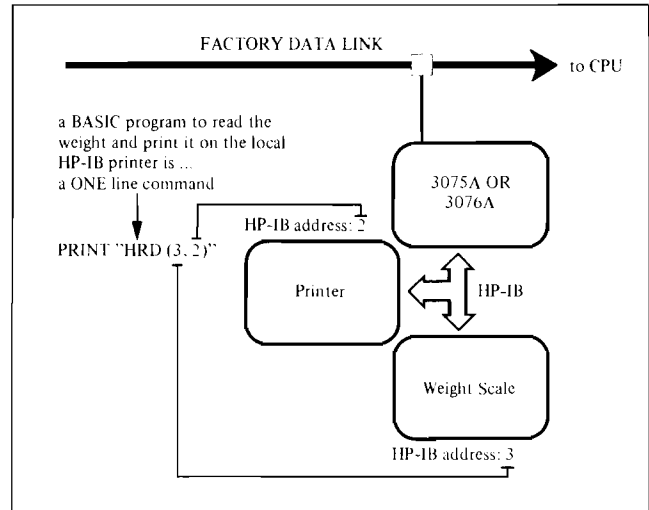 FACTORY DATA LINK
to CPU
a BASIC program to read the
weight and print it on the local
HP-IB printer is ...
a ONE line command
3075A OR
3076A
HP-IB address: 2
PRINT "HRD (3, 2)"
Printer
HP-IB
Weight Scale
HP-IB address: 3